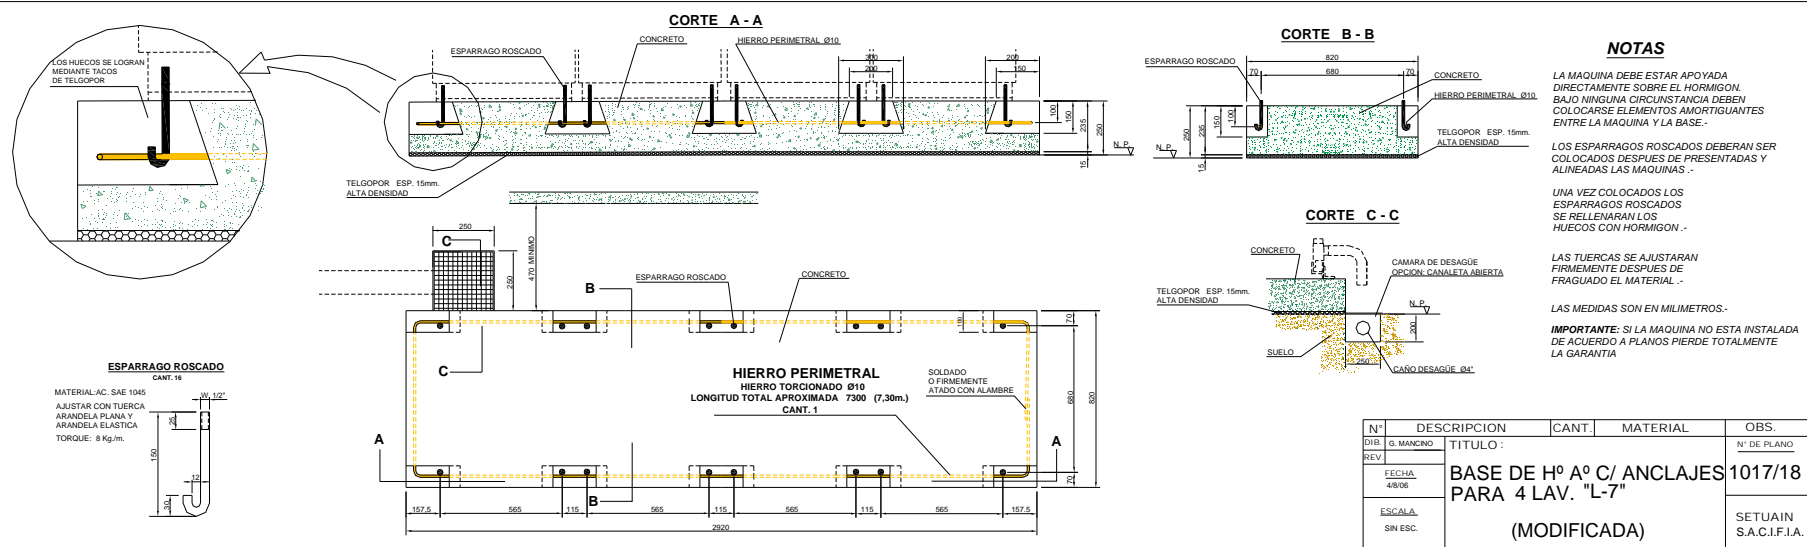 CORTE A - A
LOS HUECOS SE LOGRAN
MEDIANTE TACOS
DE TELGOPOR
ESPARRAGO ROSCADO
CONCRETO
HIERRO PERIMETRAL Ø10
300
200
200
150
100
150
235
250
15
N. P.
TELGOPOR ESP. 15mm.
ALTA DENSIDAD
CORTE B - B
ESPARRAGO ROSCADO
820
70
680
70
CONCRETO
HIERRO PERIMETRAL Ø10
TELGOPOR ESP. 15mm.
ALTA DENSIDAD
250
235
150
100
15
N. P.
NOTAS
LA MAQUINA DEBE ESTAR APOYADA
DIRECTAMENTE SOBRE EL HORMIGON.
BAJO NINGUNA CIRCUNSTANCIA DEBEN
COLOCARSE ELEMENTOS AMORTIGUANTES
ENTRE LA MAQUINA Y LA BASE.-
LOS ESPARRAGOS ROSCADOS DEBERAN SER
COLOCADOS DESPUES DE PRESENTADAS Y
ALINEADAS LAS MAQUINAS .-
UNA VEZ COLOCADOS LOS
ESPARRAGOS ROSCADOS
SE RELLENARAN LOS
HUECOS CON HORMIGON .-
LAS TUERCAS SE AJUSTARAN
FIRMEMENTE DESPUES DE
FRAGUADO EL MATERIAL .-
LAS MEDIDAS SON EN MILIMETROS.-
IMPORTANTE: SI LA MAQUINA NO ESTA INSTALADA
DE ACUERDO A PLANOS PIERDE TOTALMENTE
LA GARANTIA
CORTE C - C
CONCRETO
CAMARA DE DESAGÜE
OPCION: CANALETA ABIERTA
TELGOPOR ESP. 15mm.
ALTA DENSIDAD
N. P.
200
SUELO
250
CAÑO DESAGÜE Ø4"
250
C
250
470 MINIMO
B
ESPARRAGO ROSCADO
CONCRETO
100
70
C
HIERRO PERIMETRAL
HIERRO TORCIONADO Ø10
LONGITUD TOTAL APROXIMADA 7300 (7,30m.)
CANT. 1
SOLDADO
O FIRMEMENTE
ATADO CON ALAMBRE
680
820
A
A
70
B
157,5
565
115
565
115
565
115
565
157.5
2920
ESPARRAGO ROSCADO
CANT. 16
MATERIAL:AC. SAE 1045
AJUSTAR CON TUERCA
ARANDELA PLANA Y
ARANDELA ELASTICA
TORQUE: 8 Kg./m.
W. 1/2"
25
150
12
30
N° DESCRIPCION CANT. MATERIAL OBS.
DIB. G. MANCINO
REV.
TITULO :
N° DE PLANO
FECHA
4/8/06
BASE DE Hº Aº C/ ANCLAJES
PARA 4 LAV. "L-7"
1017/18
ESCALA
SIN ESC.
(MODIFICADA)
SETUAIN
S.A.C.I.F.I.A.